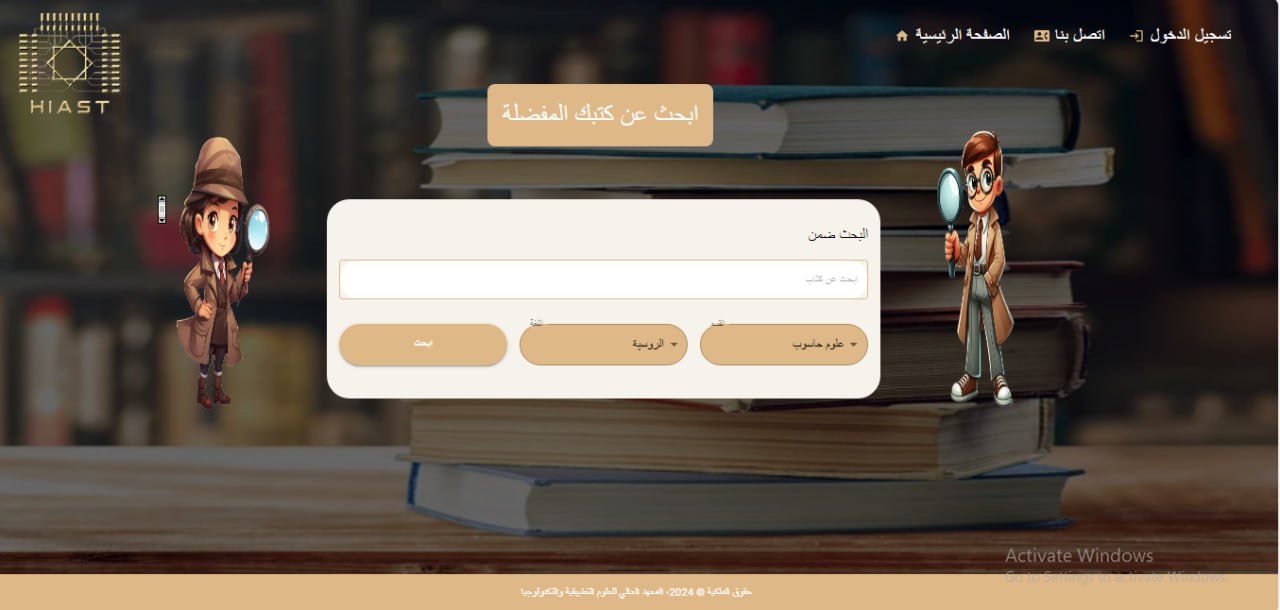 HIAST
تسجيل الدخول
اتصل بنا
الصفحة الرئيسية
ابحث عن كتبك المفضلة
البحث ضمن
ابحث عن كتاب
القسم
علوم حاسوب
اللغة
الروسية
ابحث
Activate Windows
Go to Settings to activate Windows.
حقوق الملكية © 2024، المعهد العالي للعلوم التطبيقية والتكنولوجيا